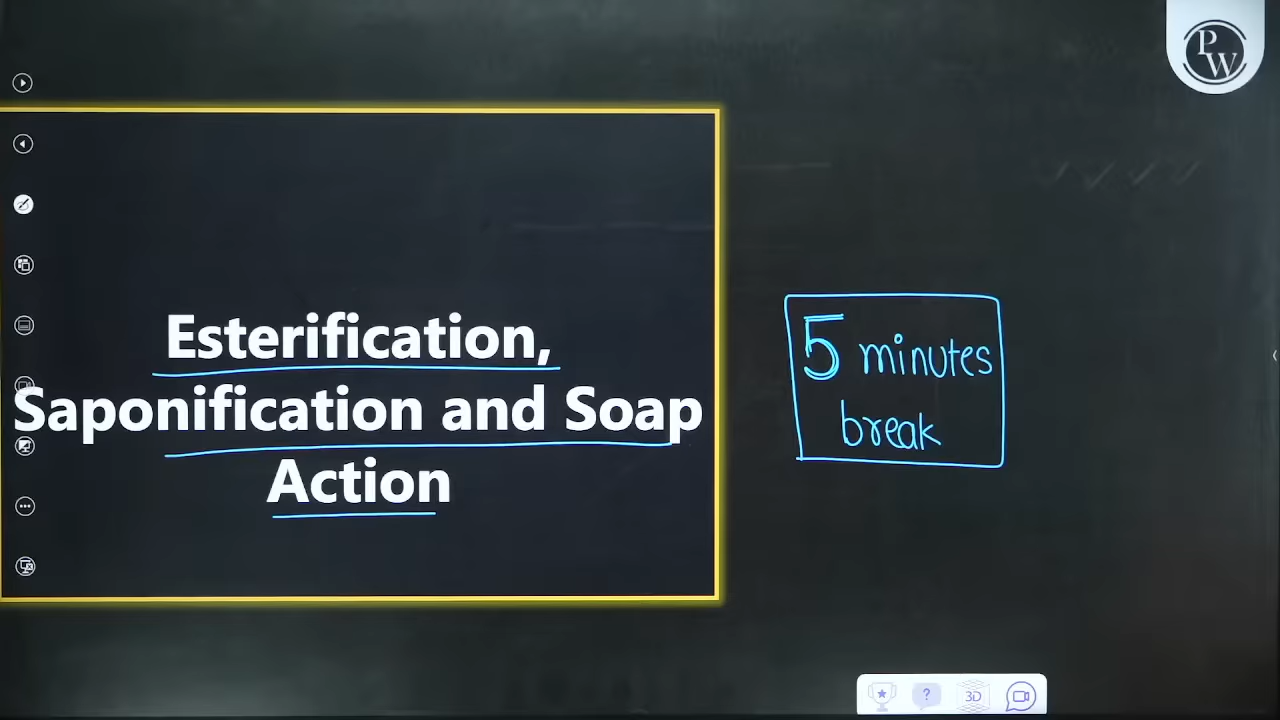 PW
Esterification,
Saponification and Soap
Action
5 minutes
break
?
3D